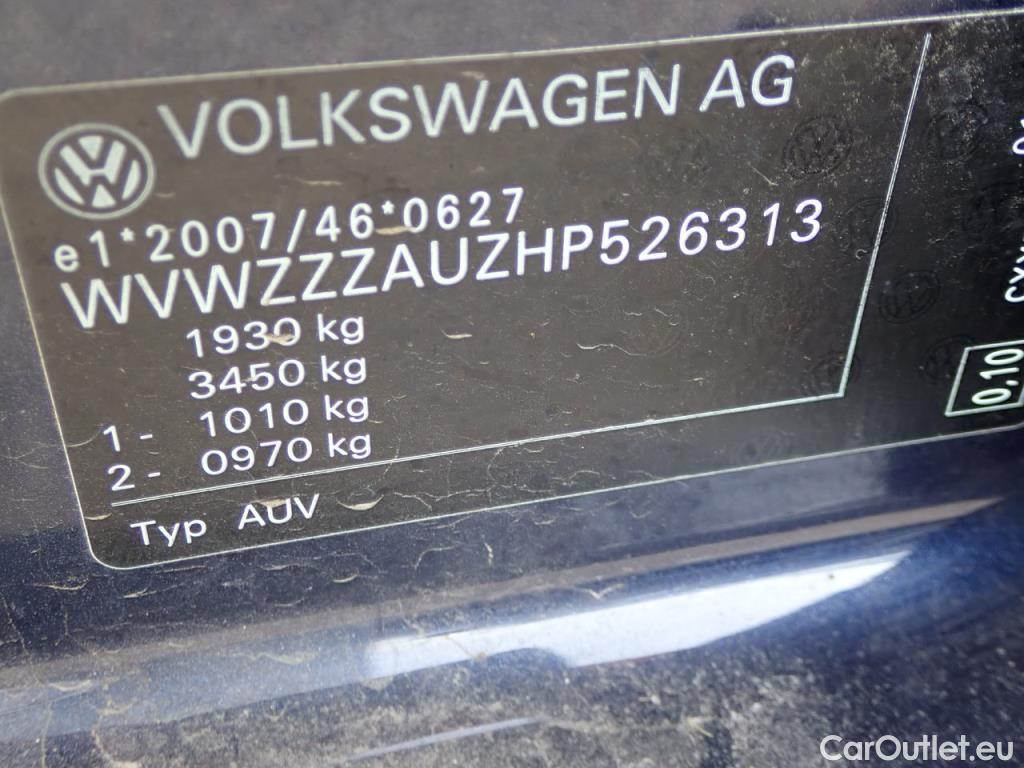 VOLKSWAGEN AG
e1*2007/46*0627
WVWZZZAUZHP526313
1930 kg
3450 kg
1 - 1010 kg
2 - 0970 kg
Typ AUV
0,10
CarOutlet.eu